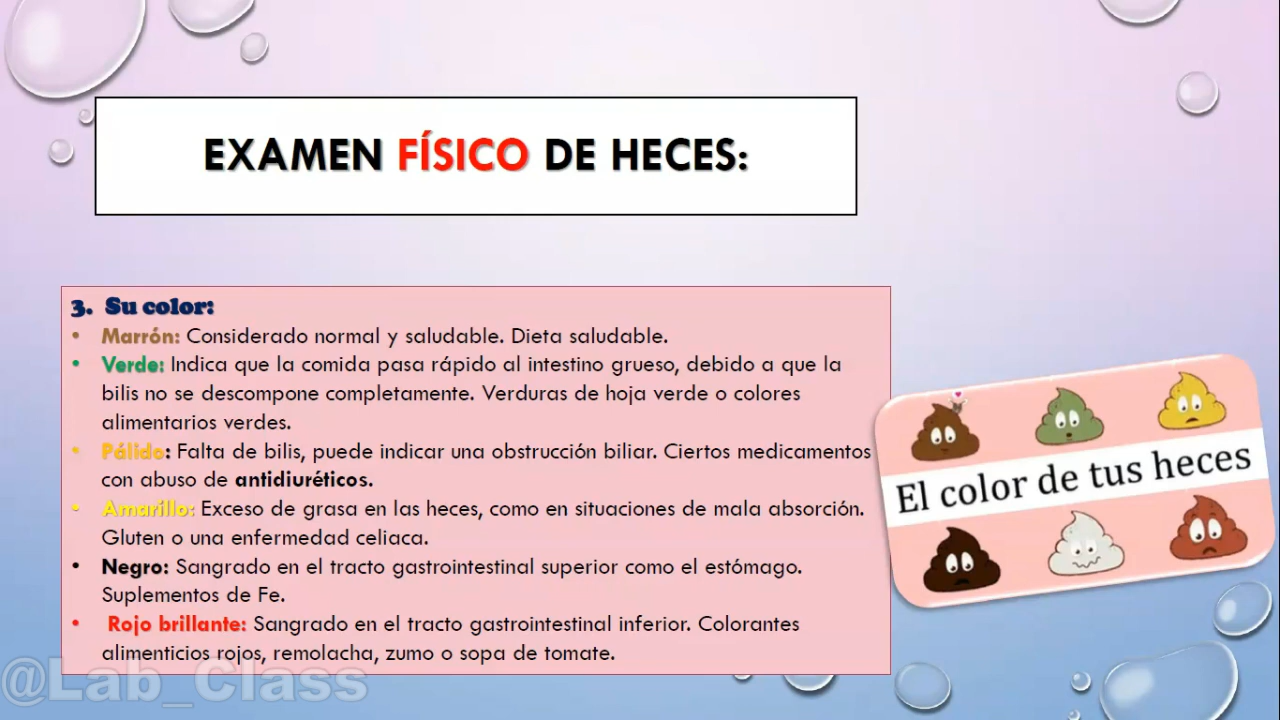 EXAMEN FÍSICO DE HECES:
3. Su color:
• Marrón: Considerado normal y saludable. Dieta saludable.
• Verde: Indica que la comida pasa rápido al intestino grueso, debido a que la
bilis no se descompone completamente. Verduras de hoja verde o colores
alimentarios verdes.
• Pálido: Falta de bilis, puede indicar una obstrucción biliar. Ciertos medicamentos
con abuso de antidiuréticos.
• Amarillo: Exceso de grasa en las heces, como en situaciones de mala absorción.
Gluten o una enfermedad celiaca.
• Negro: Sangrado en el tracto gastrointestinal superior como el estómago.
Suplementos de Fe.
• Rojo brillante: Sangrado en el tracto gastrointestinal inferior. Colorantes
alimenticios rojos, remolacha, zumo o sopa de tomate.
El color de tus heces
@Lab_Class